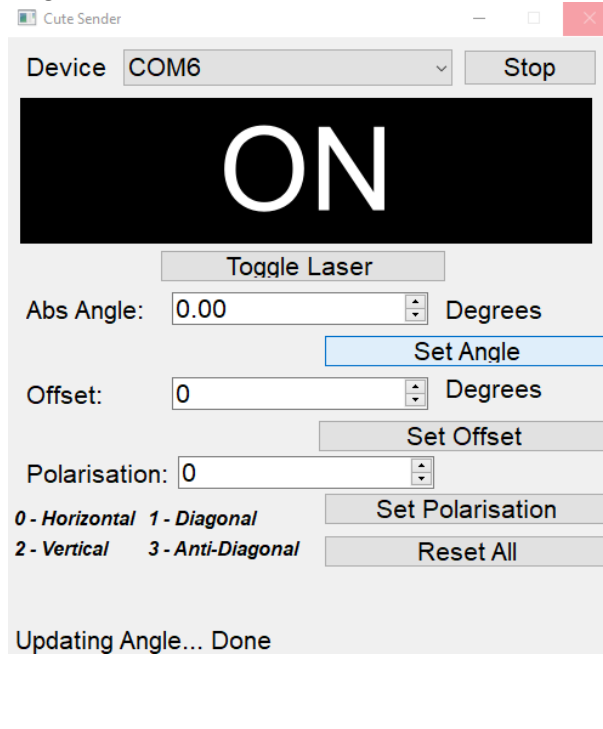 Cute Sender
Device COM6 Stop
ON
Toggle Laser
Abs Angle: 0.00 Degrees
Set Angle
Offset: 0 Degrees
Set Offset
Polarisation: 0
0 - Horizontal 1 - Diagonal Set Polarisation
2 - Vertical 3 - Anti-Diagonal Reset All
Updating Angle... Done